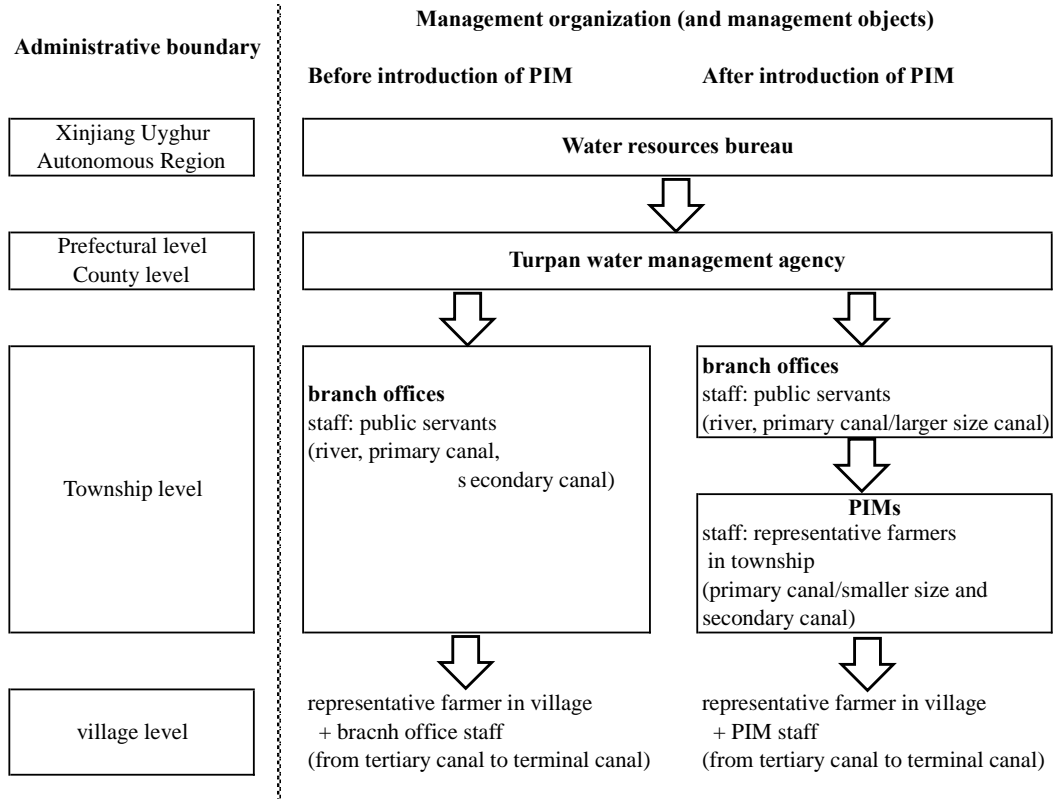 Management organization (and management objects)
Administrative boundary
Before introduction of PIM
After introduction of PIM
Xinjiang Uyghur
Autonomous Region
Water resources bureau
Prefectural level
County level
Turpan water management agency
Township level
branch offices
staff: public servants
(river, primary canal,
s econdary canal)
branch offices
staff: public servants
(river, primary canal/larger size canal)
PIMs
staff: representative farmers
in township
(primary canal/smaller size and
secondary canal)
village level
representative farmer in village
+ bracnh office staff
(from tertiary canal to terminal canal)
representative farmer in village
+ PIM staff
(from tertiary canal to terminal canal)